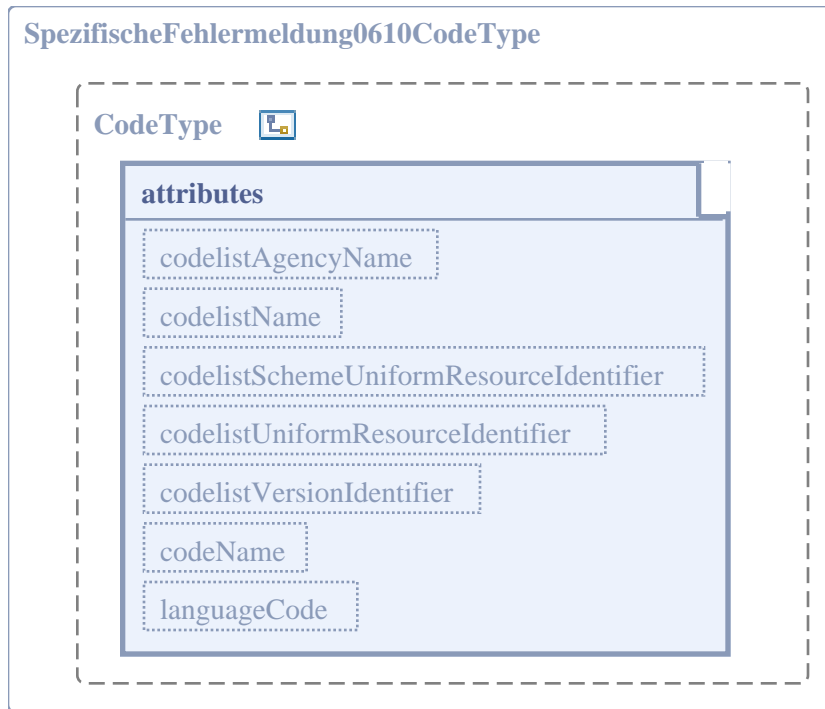 SpezifischeFehlermeldung0610CodeType
CodeType
attributes
codelistAgencyName
codelistName
codelistSchemeUniformResourceIdentifier
codelistUniformResourceIdentifier
codelistVersionIdentifier
codeName
languageCode